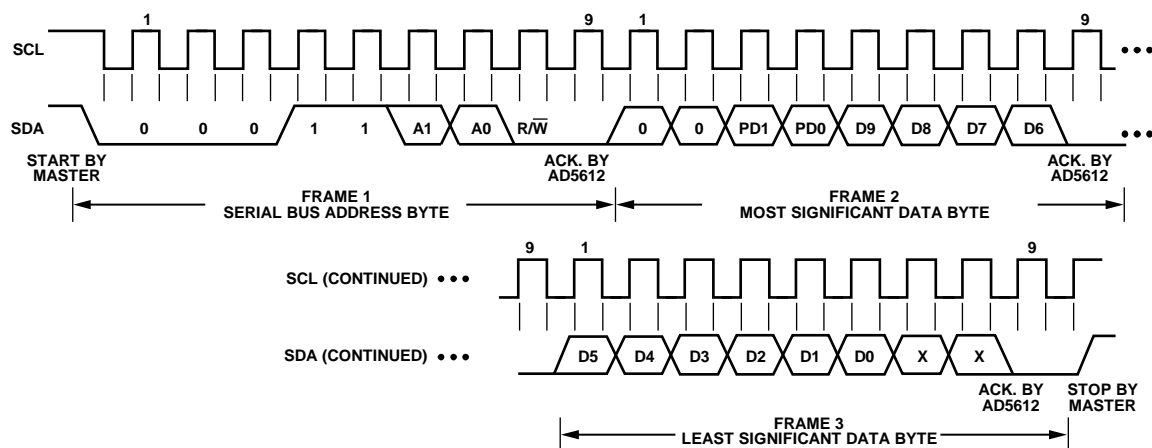 1 9 1 9
SCL
SDA 0 0 0 1 1 A1 A0 R/W̅ 0 0 PD1 PD0 D9 D8 D7 D6
START BY
MASTER
ACK. BY
AD5612
ACK. BY
AD5612
FRAME 1
SERIAL BUS ADDRESS BYTE
FRAME 2
MOST SIGNIFICANT DATA BYTE
9 1 9
SCL (CONTINUED)
SDA (CONTINUED) D5 D4 D3 D2 D1 D0 X X
ACK. BY
AD5612
STOP BY
MASTER
FRAME 3
LEAST SIGNIFICANT DATA BYTE